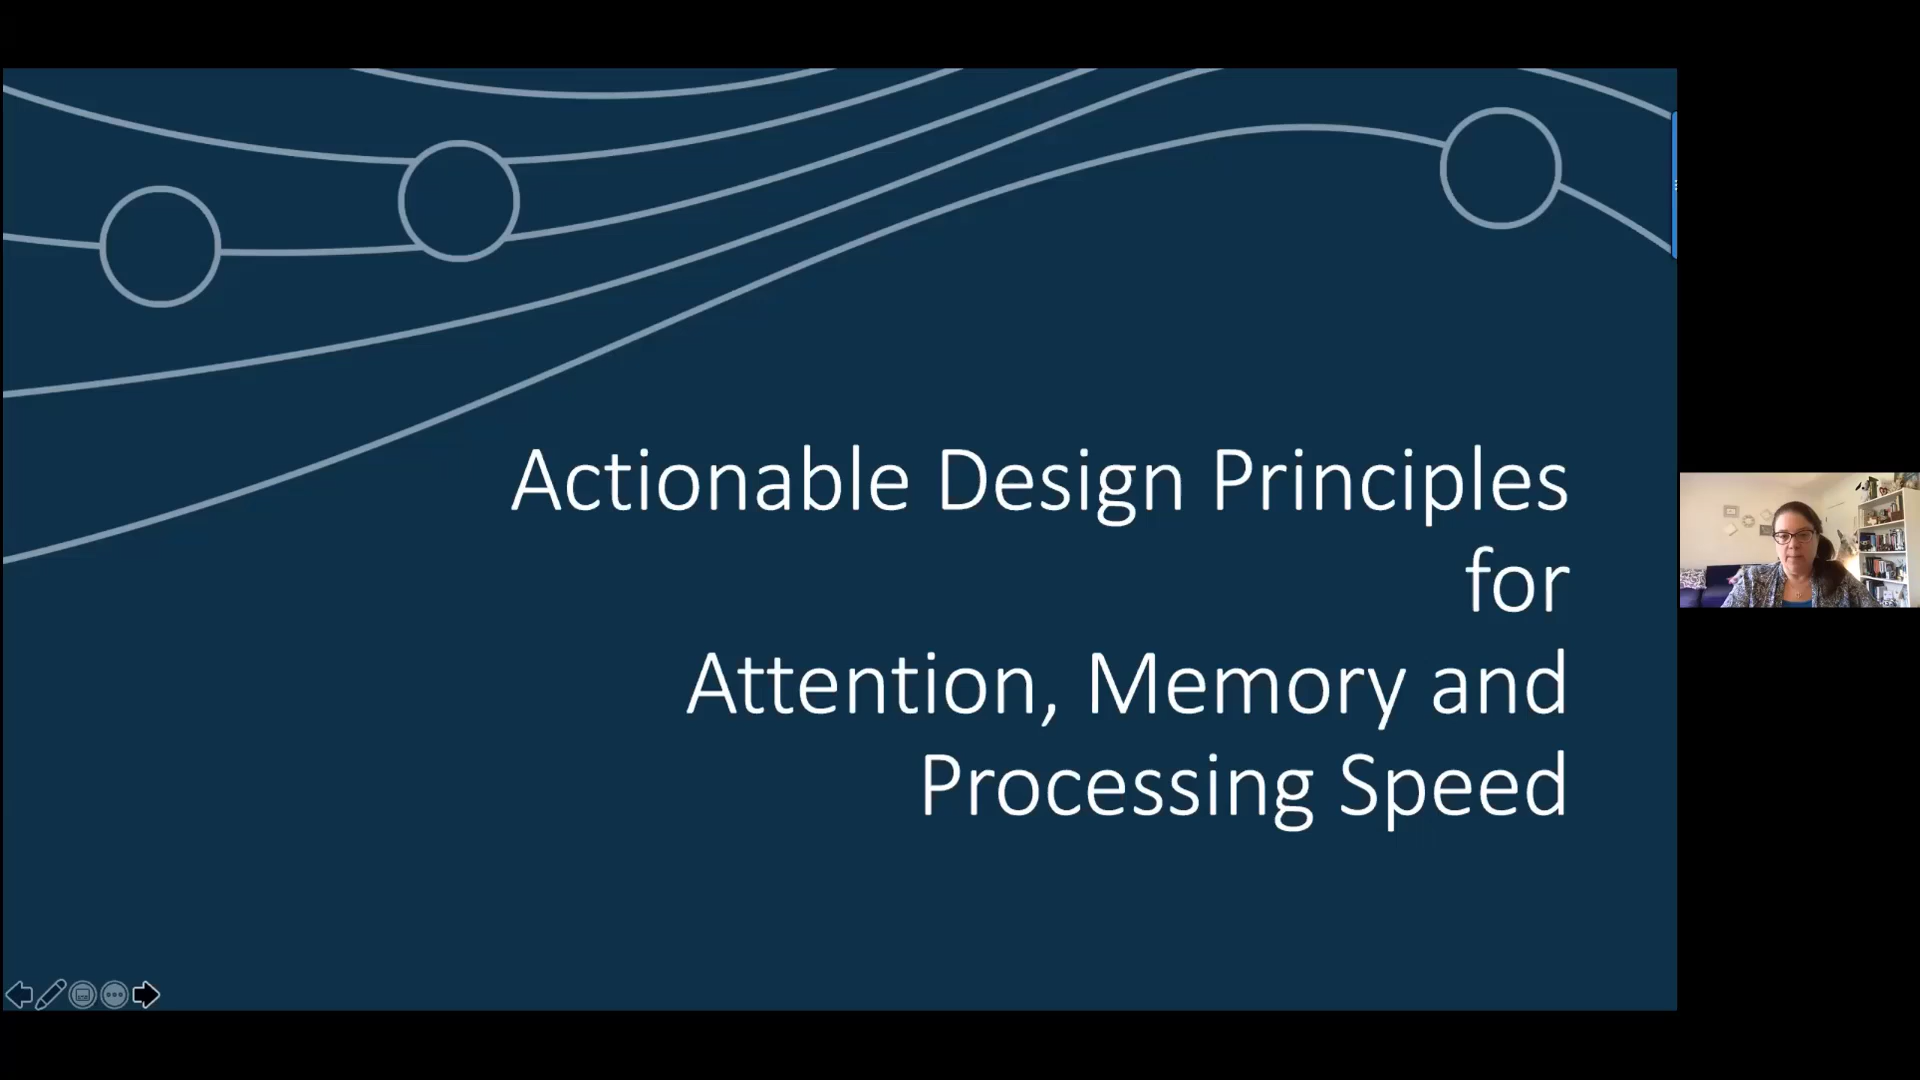 Actionable Design Principles
for
Attention, Memory and
Processing Speed